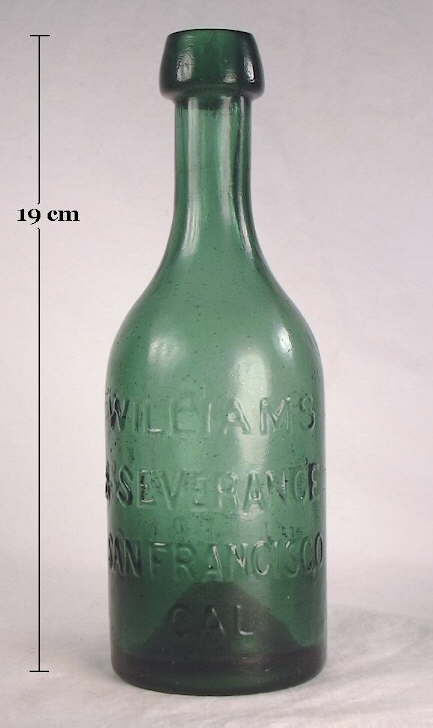 19 cm
WILLIAMS
& SEVERANCE
SAN FRANCISCO
CAL